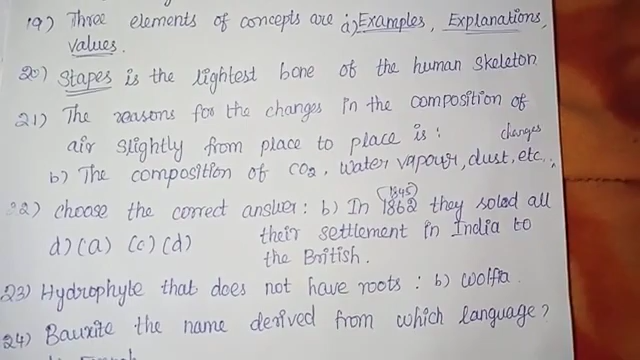 19) Three elements of concepts are a) Examples, Explanations,
values.
20) Stapes is the lightest bone of the human skeleton
21) The reasons for the changes in the composition of
air slightly from place to place is : changes
b) The composition of CO2, water vapour, dust, etc..
(1845)
22) choose the correct answer : b) In 1862 they solod all
d) (a) (c) (d) their settlement in India to
the British.
23) Hydrophyte that does not have roots : b) wolfia.
24) Bauxite the name derived from which language?